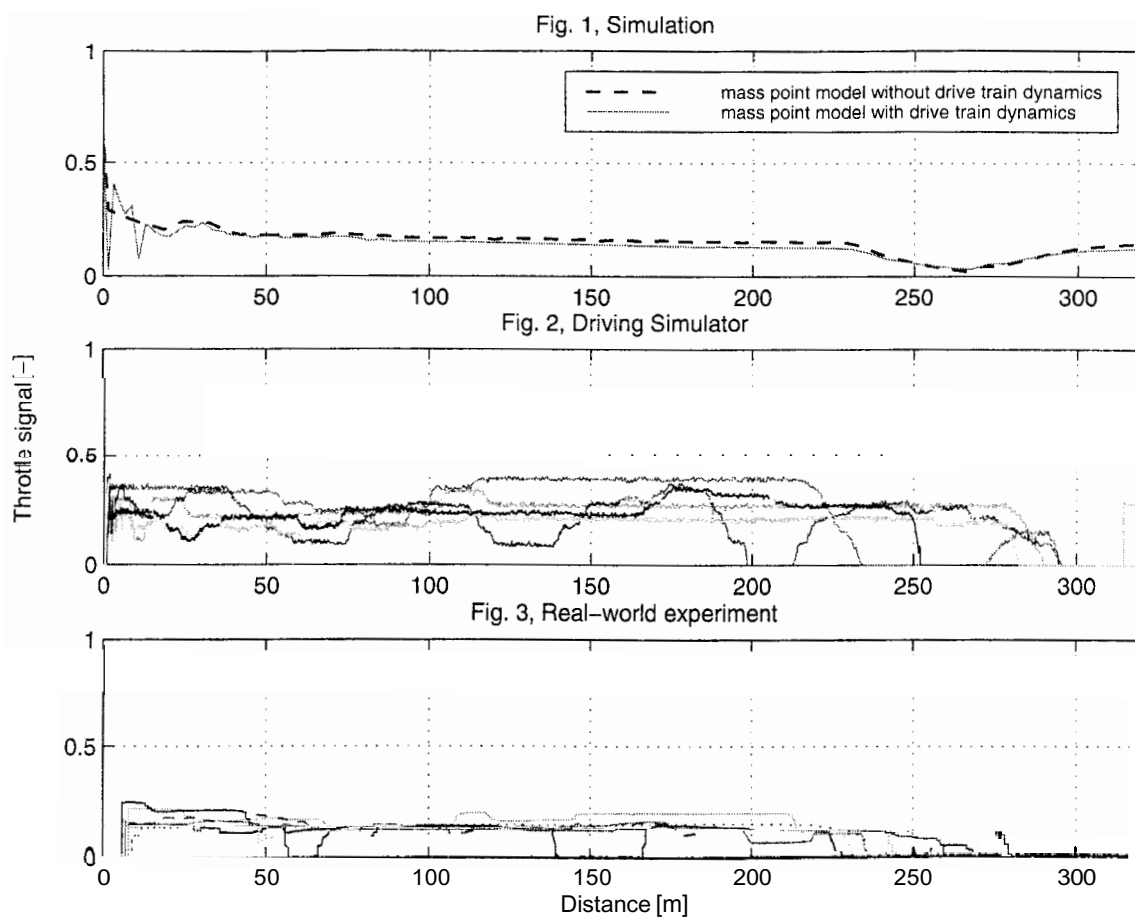 Fig. 1, Simulation
1
mass point model without drive train dynamics
mass point model with drive train dynamics
0.5
0
0 50 100 150 200 250 300
Fig. 2, Driving Simulator
1
Throttle signal [-]
0.5
0
0 50 100 150 200 250 300
Fig. 3, Real-world experiment
1
0.5
0
0 50 100 150 200 250 300
Distance [m]